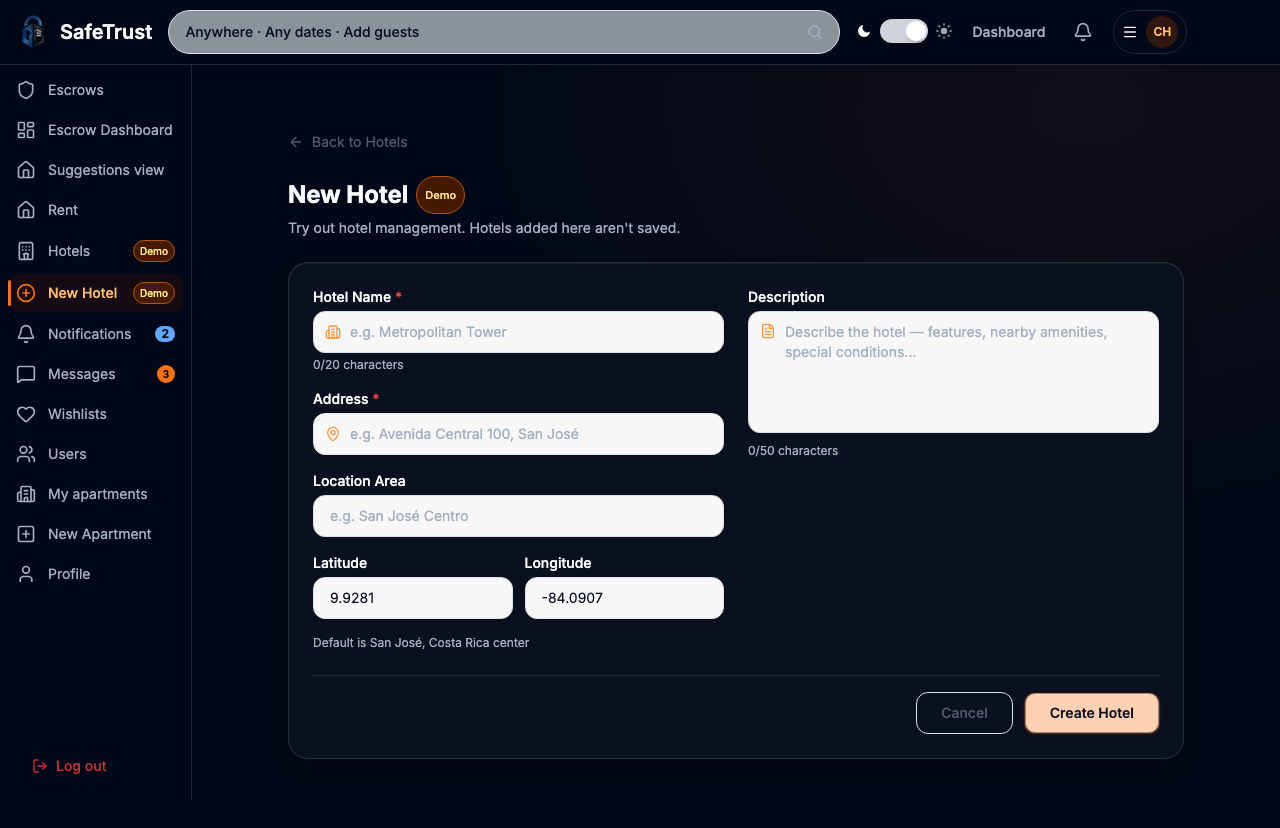 SafeTrust
Anywhere · Any dates · Add guests
Dashboard
CH
Escrows
Escrow Dashboard
Suggestions view
Rent
Hotels
Demo
New Hotel
Demo
Notifications
2
Messages
3
Wishlists
Users
My apartments
New Apartment
Profile
Log out
Back to Hotels
New Hotel
Demo
Try out hotel management. Hotels added here aren't saved.
Hotel Name *
e.g. Metropolitan Tower
0/20 characters
Address *
e.g. Avenida Central 100, San José
Location Area
e.g. San José Centro
Latitude
Longitude
9.9281
-84.0907
Default is San José, Costa Rica center
Description
Describe the hotel — features, nearby amenities,
special conditions...
0/50 characters
Cancel
Create Hotel